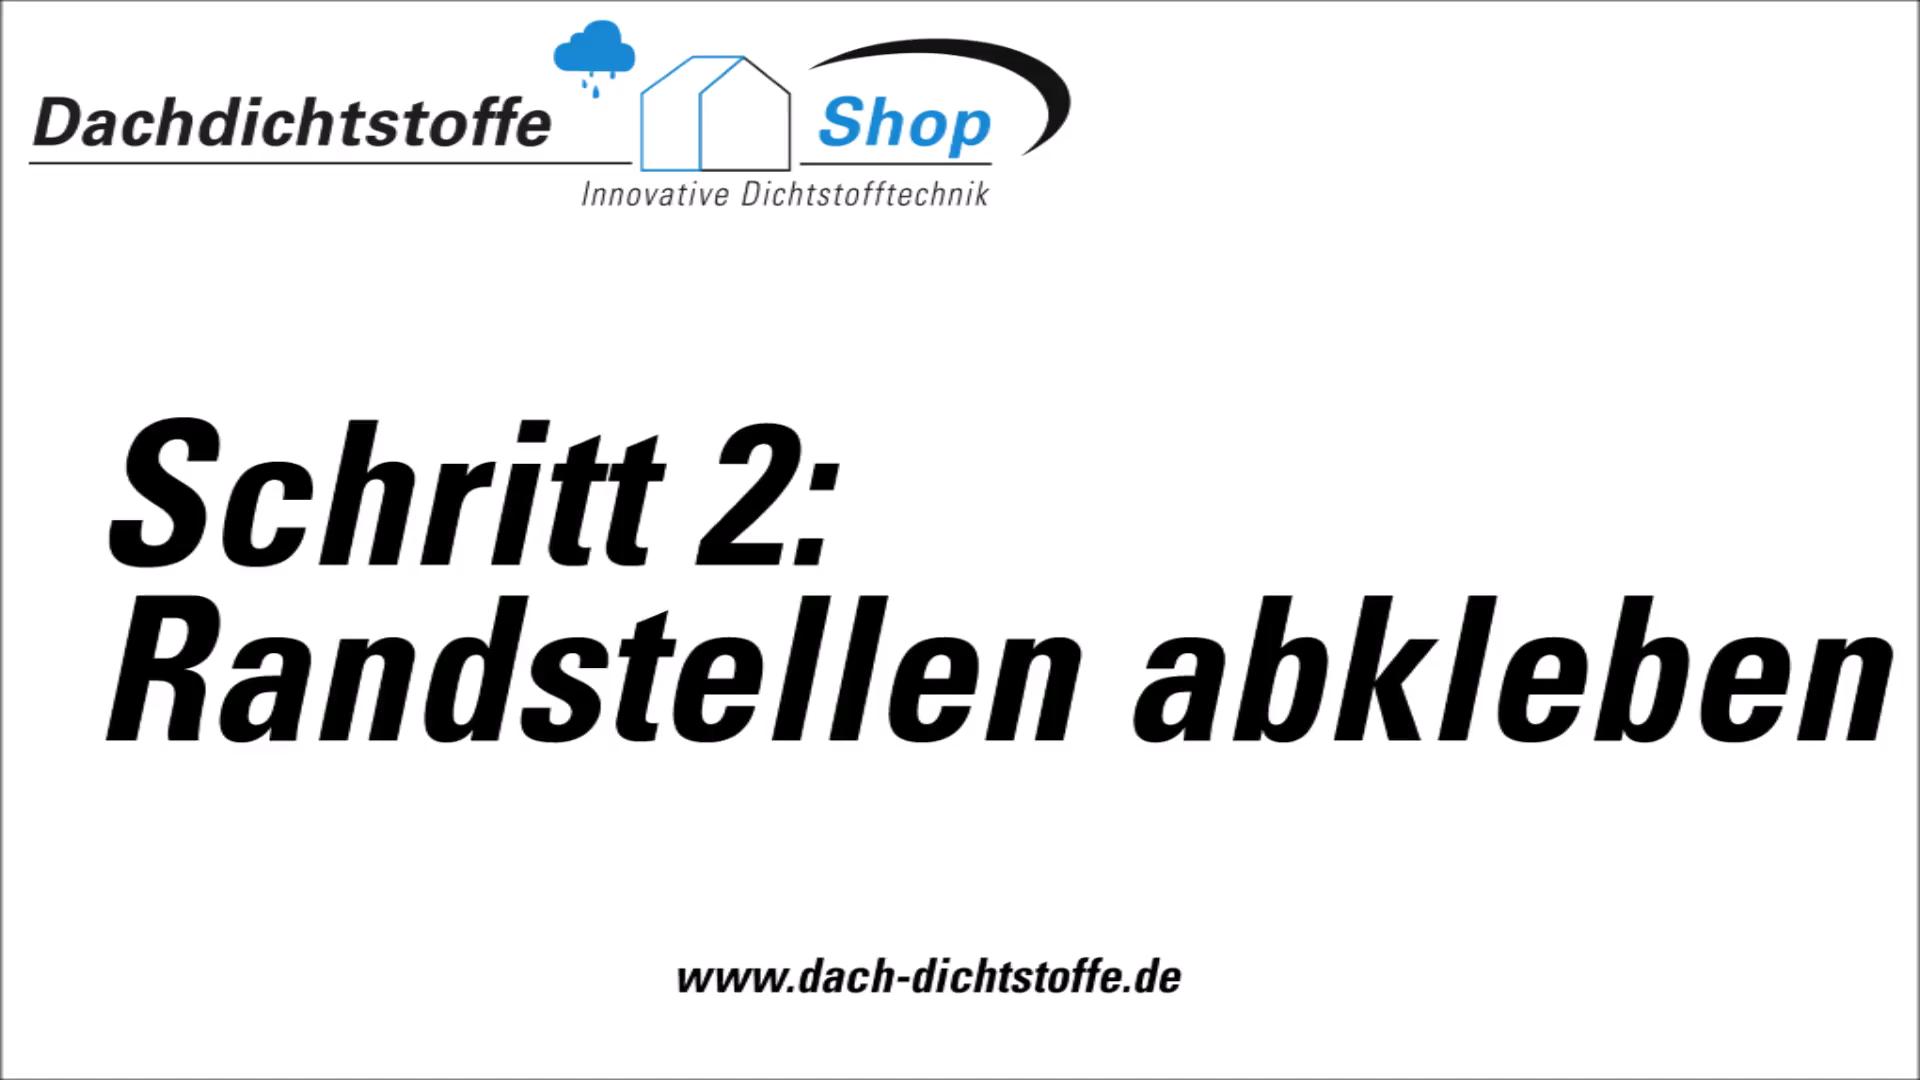 Dachdichtstoffe Shop
Innovative Dichtstofftechnik
Schritt 2:
Randstellen abkleben
www.dach-dichtstoffe.de